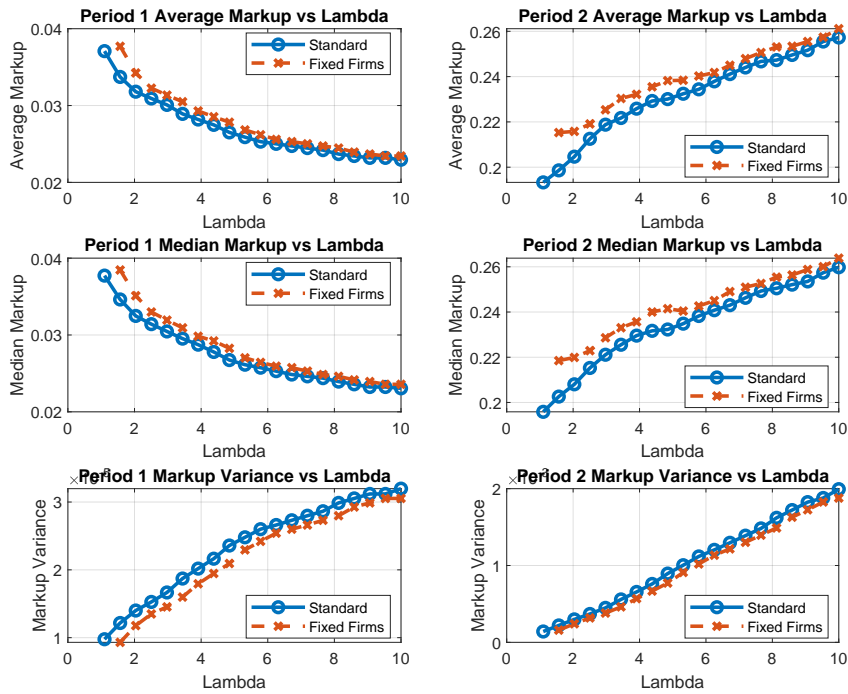 Period 1 Average Markup vs Lambda
Average Markup
0.04
0.03
0.02
0 2 4 6 8 10
Lambda
Standard
Fixed Firms
Period 2 Average Markup vs Lambda
Average Markup
0.26
0.24
0.22
0.2
0 2 4 6 8 10
Lambda
Standard
Fixed Firms
Period 1 Median Markup vs Lambda
Median Markup
0.04
0.03
0.02
0 2 4 6 8 10
Lambda
Standard
Fixed Firms
Period 2 Median Markup vs Lambda
Median Markup
0.26
0.24
0.22
0.2
0 2 4 6 8 10
Lambda
Standard
Fixed Firms
Period 1 Markup Variance vs Lambda
Markup Variance
3
2
1
0 2 4 6 8 10
Lambda
Standard
Fixed Firms
Period 2 Markup Variance vs Lambda
Markup Variance
2
1
0
0 2 4 6 8 10
Lambda
Standard
Fixed Firms